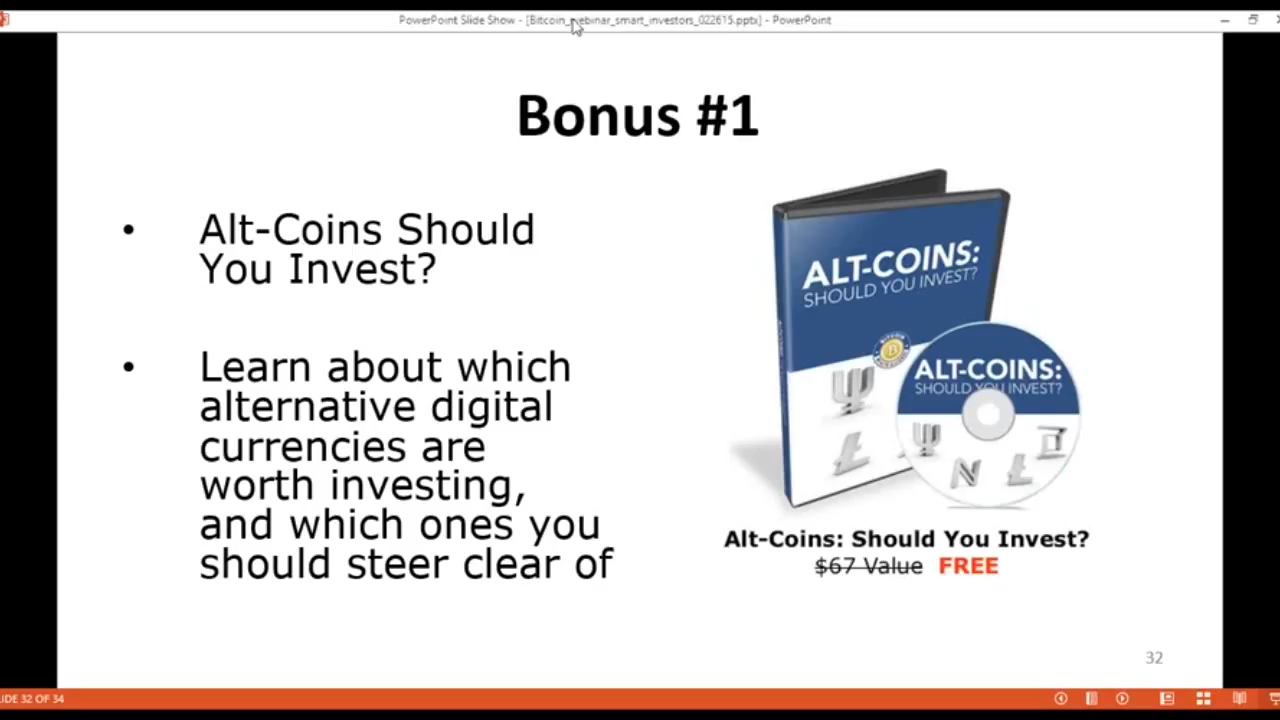 PowerPoint Slide Show - [Bitcoin_webinar_smart_investors_022615.pptx] - PowerPoint
Bonus #1
• Alt-Coins Should
You Invest?
• Learn about which
alternative digital
currencies are
worth investing,
and which ones you
should steer clear of
ALT-COINS:
SHOULD YOU INVEST?
ALT-COINS:
SHOULD YOU INVEST?
Alt-Coins: Should You Invest?
$67 Value FREE
32
IDE 32 OF 34